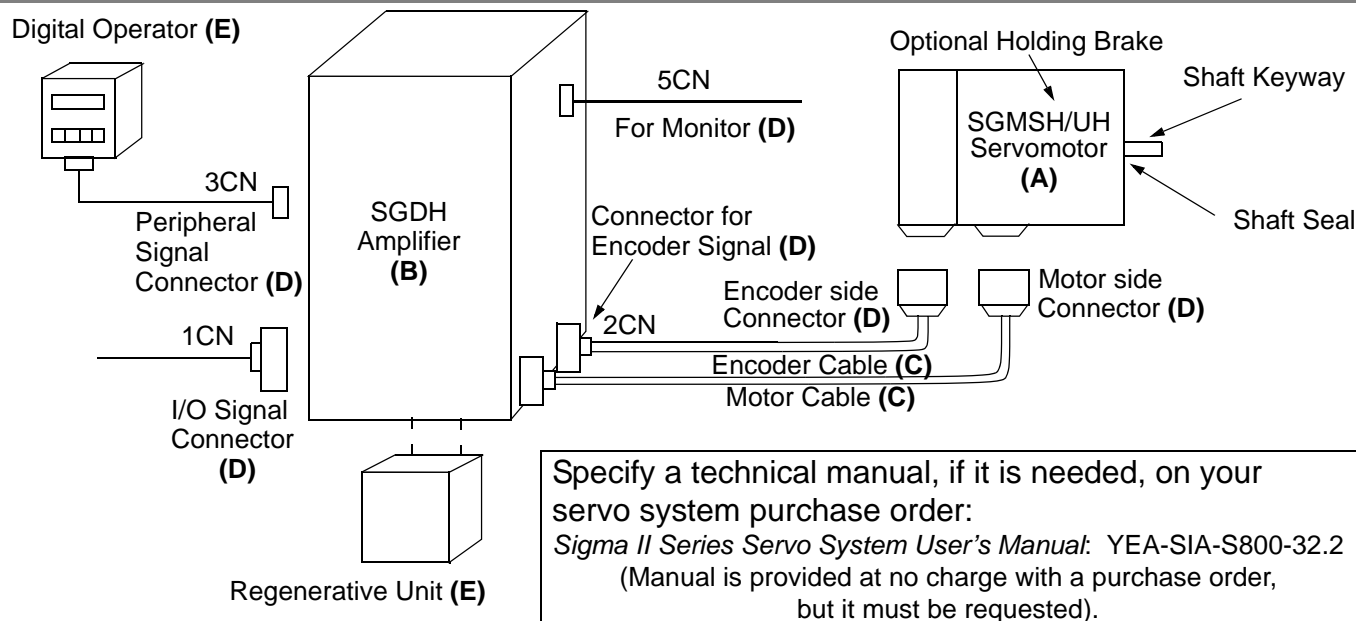 Digital Operator (E)
3CN
Peripheral
Signal
Connector (D)
1CN
I/O Signal
Connector
(D)
SGDH
Amplifier
(B)
Regenerative Unit (E)
5CN
For Monitor (D)
Connector for
Encoder Signal (D)
2CN
Encoder side
Connector (D)
Encoder Cable (C)
Motor Cable (C)
Optional Holding Brake
SGMSH/UH
Servomotor
(A)
Shaft Keyway
Shaft Seal
Motor side
Connector (D)
Specify a technical manual, if it is needed, on your
servo system purchase order:
Sigma II Series Servo System User's Manual: YEA-SIA-S800-32.2
(Manual is provided at no charge with a purchase order,
but it must be requested).